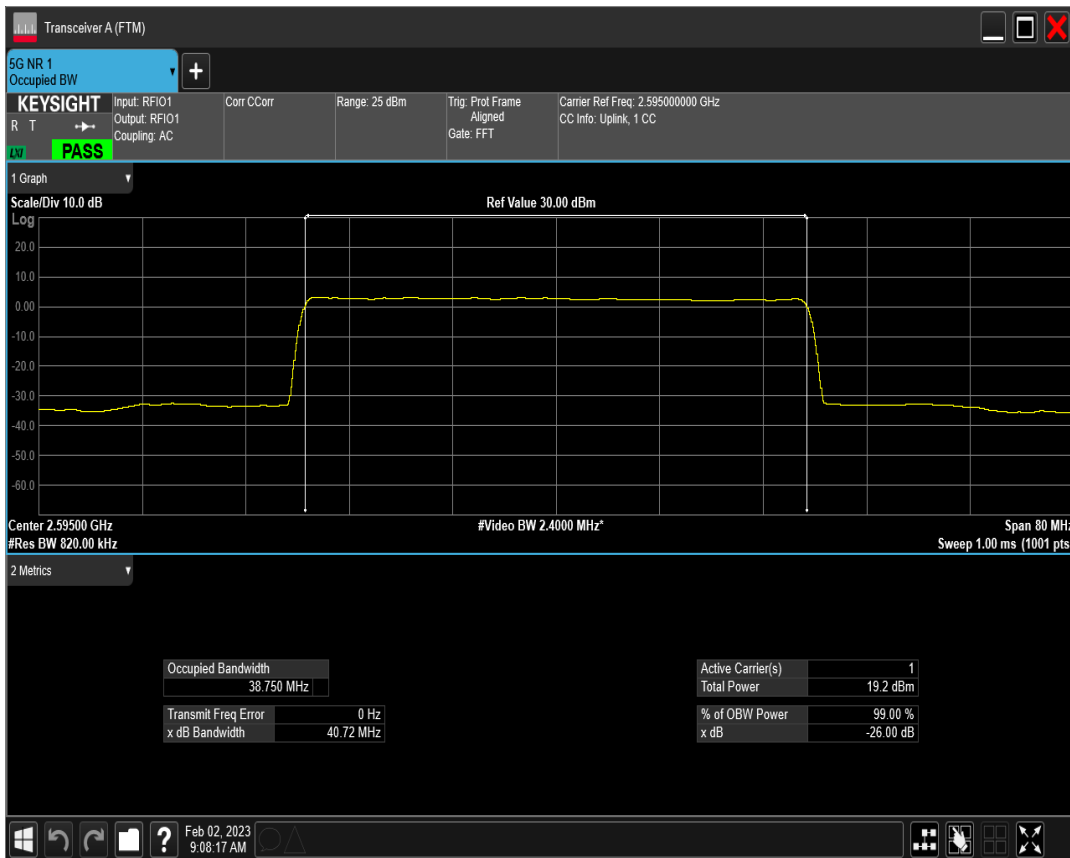 Transceiver A (FTM)
5G NR 1
Occupied BW
+
KEYSIGHT
R T
LXI
PASS
Input: RFIO1
Output: RFIO1
Coupling: AC
Corr CCorr
Range: 25 dBm
Trig: Prot Frame
Aligned
Gate: FFT
Carrier Ref Freq: 2.595000000 GHz
CC Info: Uplink, 1 CC
1 Graph
Scale/Div 10.0 dB
Ref Value 30.00 dBm
Log
20.0
10.0
0.00
-10.0
-20.0
-30.0
-40.0
-50.0
-60.0
Center 2.59500 GHz
#Video BW 2.4000 MHz*
Span 80 MHz
#Res BW 820.00 kHz
Sweep 1.00 ms (1001 pts
2 Metrics
Occupied Bandwidth
38.750 MHz
Transmit Freq Error 0 Hz
x dB Bandwidth 40.72 MHz
Active Carrier(s) 1
Total Power 19.2 dBm
% of OBW Power 99.00 %
x dB -26.00 dB
?
Feb 02, 2023
9:08:17 AM